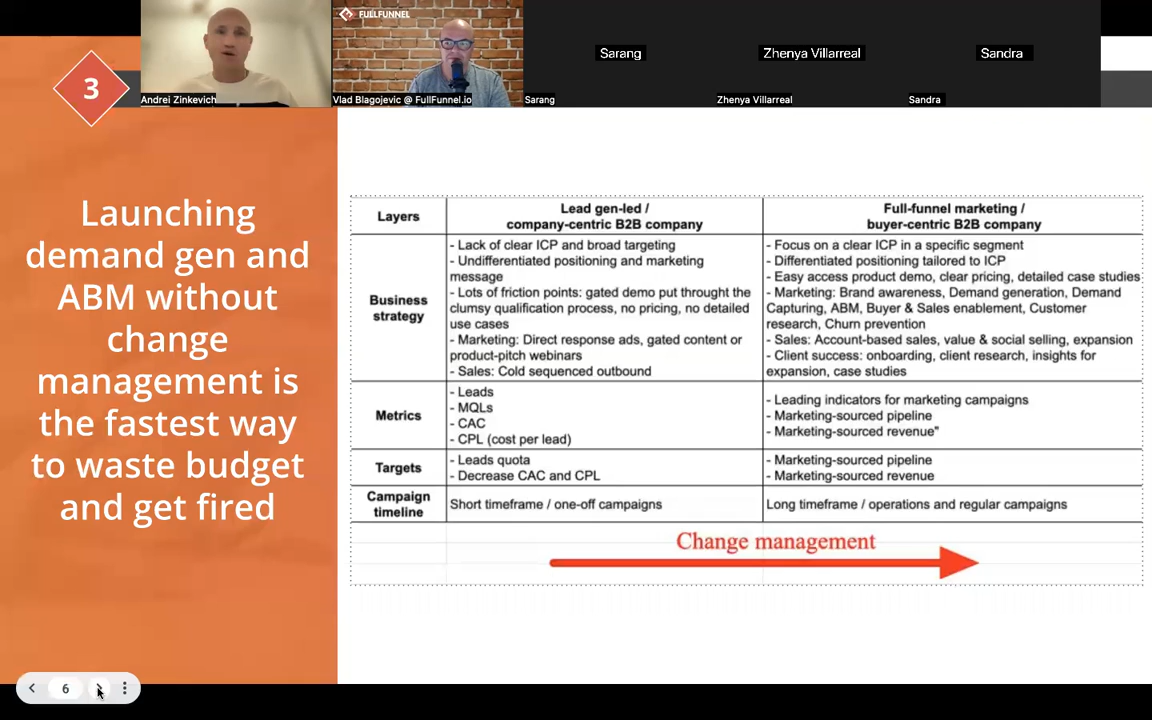 FULLFUNNEL
Sarang
Zhenya Villarreal
Sandra
Andrei Zinkevich
Vlad Blagojevic @ FullFunnel.io
Sarang
Zhenya Villarreal
Sandra
3
Launching
demand gen and
ABM without
change
management is
the fastest way
to waste budget
and get fired
Layers
Lead gen-led /
company-centric B2B company
Full-funnel marketing /
buyer-centric B2B company
Business
strategy
- Lack of clear ICP and broad targeting
- Undifferentiated positioning and marketing
message
- Lots of friction points: gated demo put throught the
clumsy qualification process, no pricing, no detailed
use cases
- Marketing: Direct response ads, gated content or
product-pitch webinars
- Sales: Cold sequenced outbound
- Focus on a clear ICP in a specific segment
- Differentiated positioning tailored to ICP
- Easy access product demo, clear pricing, detailed case studies
- Marketing: Brand awareness, Demand generation, Demand
Capturing, ABM, Buyer & Sales enablement, Customer
research, Churn prevention
- Sales: Account-based sales, value & social selling, expansion
- Client success: onboarding, client research, insights for
expansion, case studies
Metrics
- Leads
- MQLs
- CAC
- CPL (cost per lead)
- Leading indicators for marketing campaigns
- Marketing-sourced pipeline
- Marketing-sourced revenue"
Targets
- Leads quota
- Decrease CAC and CPL
- Marketing-sourced pipeline
- Marketing-sourced revenue
Campaign
timeline
Short timeframe / one-off campaigns
Long timeframe / operations and regular campaigns
Change management
6